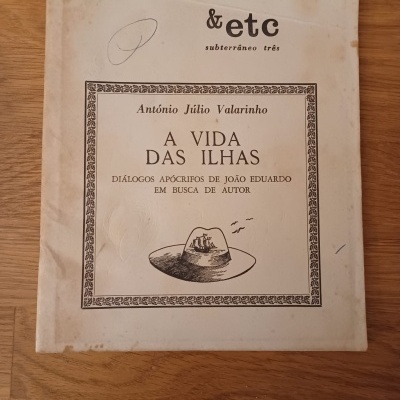 & etc
subterrâneo três
António Júlio Valarinho
A VIDA
DAS ILHAS
DIÁLOGOS APÓCRIFOS DE JOÃO EDUARDO
EM BUSCA DE AUTOR